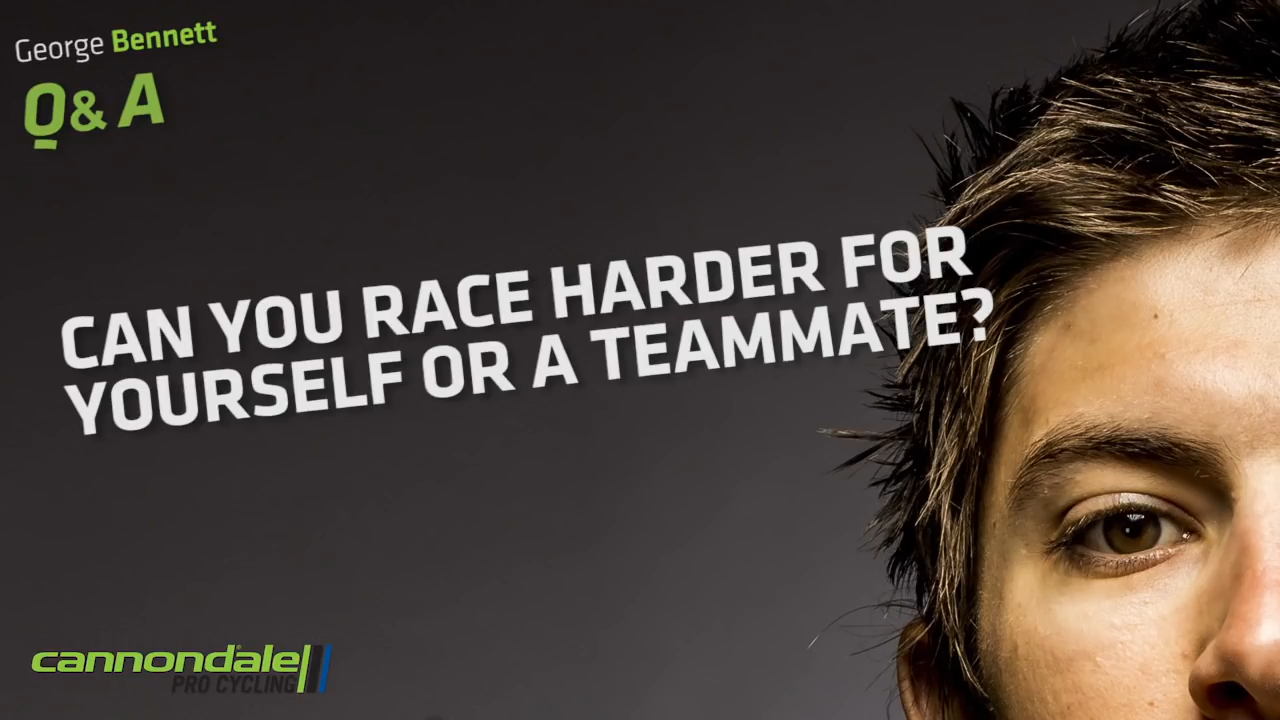 George Bennett
Q & A
CAN YOU RACE HARDER FOR
YOURSELF OR A TEAMMATE?
cannondale
PRO CYCLING